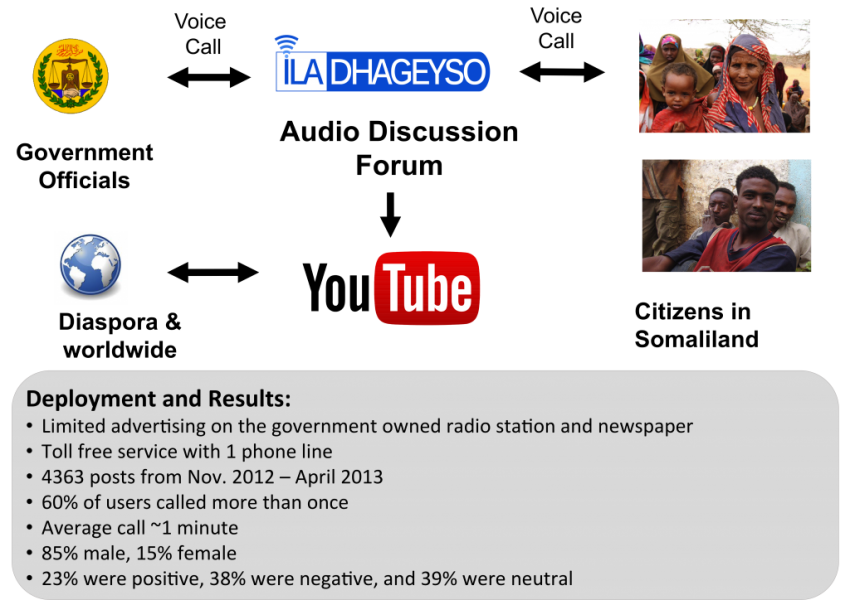 Voice
Call
Voice
Call
ILA DHAGEYSO
Audio Discussion
Forum
Government
Officials
YouTube
Diaspora &
worldwide
Citizens in
Somaliland
Deployment and Results:
• Limited advertising on the government owned radio station and newspaper
• Toll free service with 1 phone line
• 4363 posts from Nov. 2012 – April 2013
• 60% of users called more than once
• Average call ~1 minute
• 85% male, 15% female
• 23% were positive, 38% were negative, and 39% were neutral